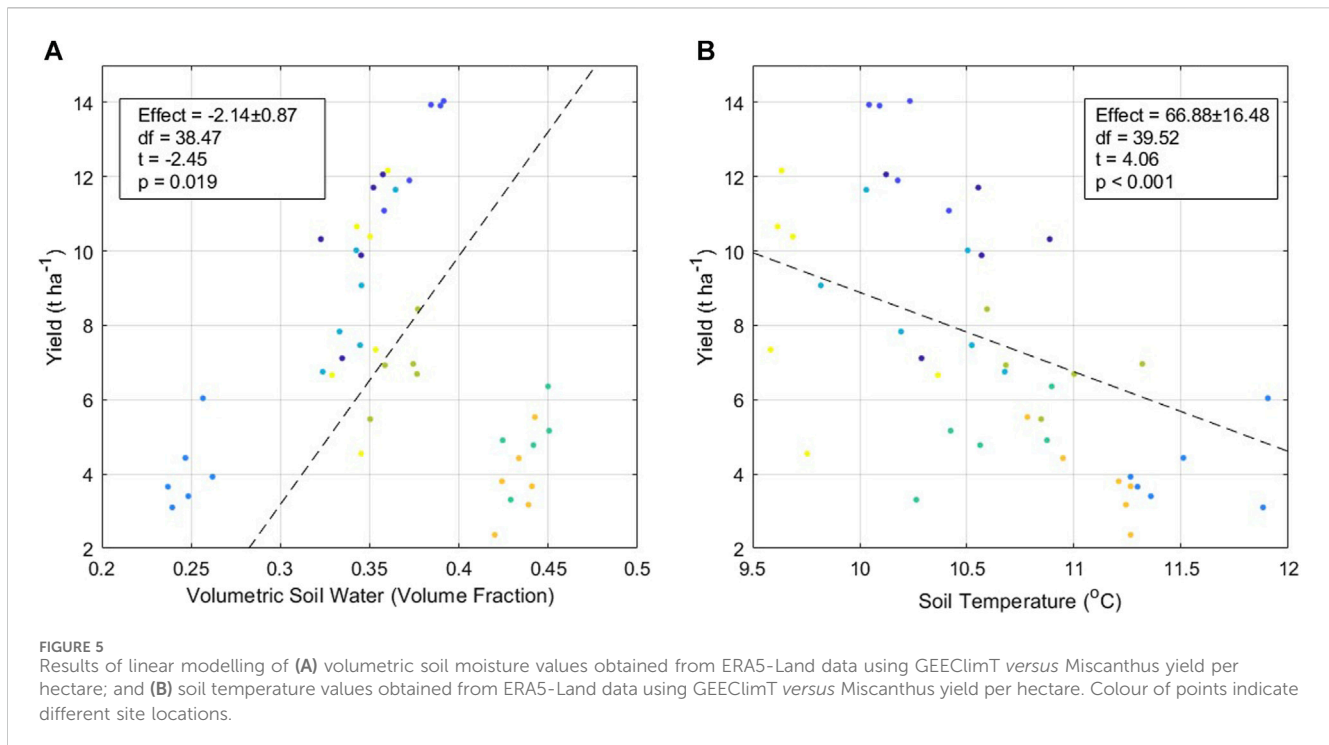 A
B
Effect = -2.14±0.87
df = 38.47
t = -2.45
p = 0.019
Effect = 66.88±16.48
df = 39.52
t = 4.06
p < 0.001
14
12
10
8
6
4
2
Yield (t ha⁻¹)
0.2 0.25 0.3 0.35 0.4 0.45 0.5
Volumetric Soil Water (Volume Fraction)
14
12
10
8
6
4
2
Yield (t ha⁻¹)
9.5 10 10.5 11 11.5 12
Soil Temperature (°C)
FIGURE 5
Results of linear modelling of (A) volumetric soil moisture values obtained from ERA5-Land data using GEEClimT versus Miscanthus yield per
hectare; and (B) soil temperature values obtained from ERA5-Land data using GEEClimT versus Miscanthus yield per hectare. Colour of points indicate
different site locations.